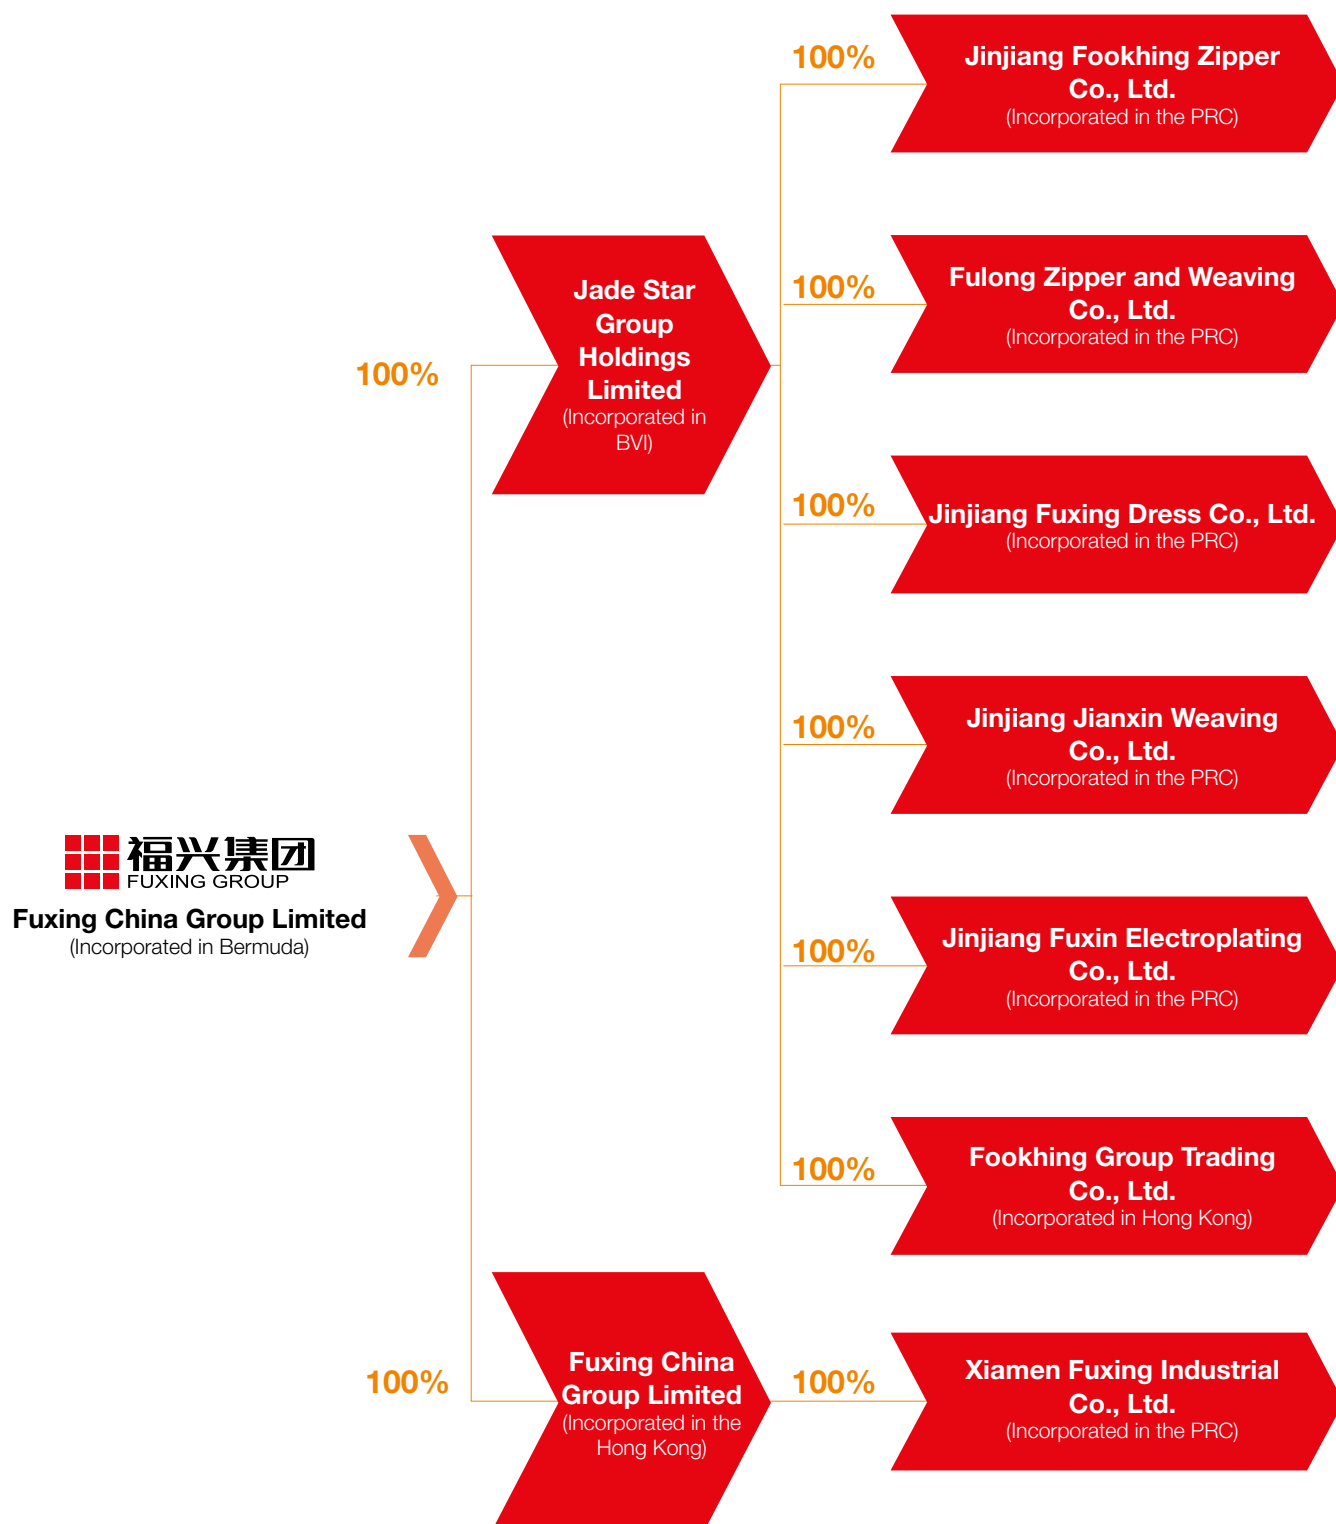 福兴集团
FUXING GROUP
Fuxing China Group Limited
(Incorporated in Bermuda)
100%
Jade Star
Group
Holdings
Limited
(Incorporated in
BVI)
100%
Jinjiang Fookhing Zipper
Co., Ltd.
(Incorporated in the PRC)
100%
Fulong Zipper and Weaving
Co., Ltd.
(Incorporated in the PRC)
100%
Jinjiang Fuxing Dress Co., Ltd.
(Incorporated in the PRC)
100%
Jinjiang Jianxin Weaving
Co., Ltd.
(Incorporated in the PRC)
100%
Jinjiang Fuxin Electroplating
Co., Ltd.
(Incorporated in the PRC)
100%
Fookhing Group Trading
Co., Ltd.
(Incorporated in Hong Kong)
100%
Fuxing China
Group Limited
(Incorporated in the
Hong Kong)
100%
Xiamen Fuxing Industrial
Co., Ltd.
(Incorporated in the PRC)